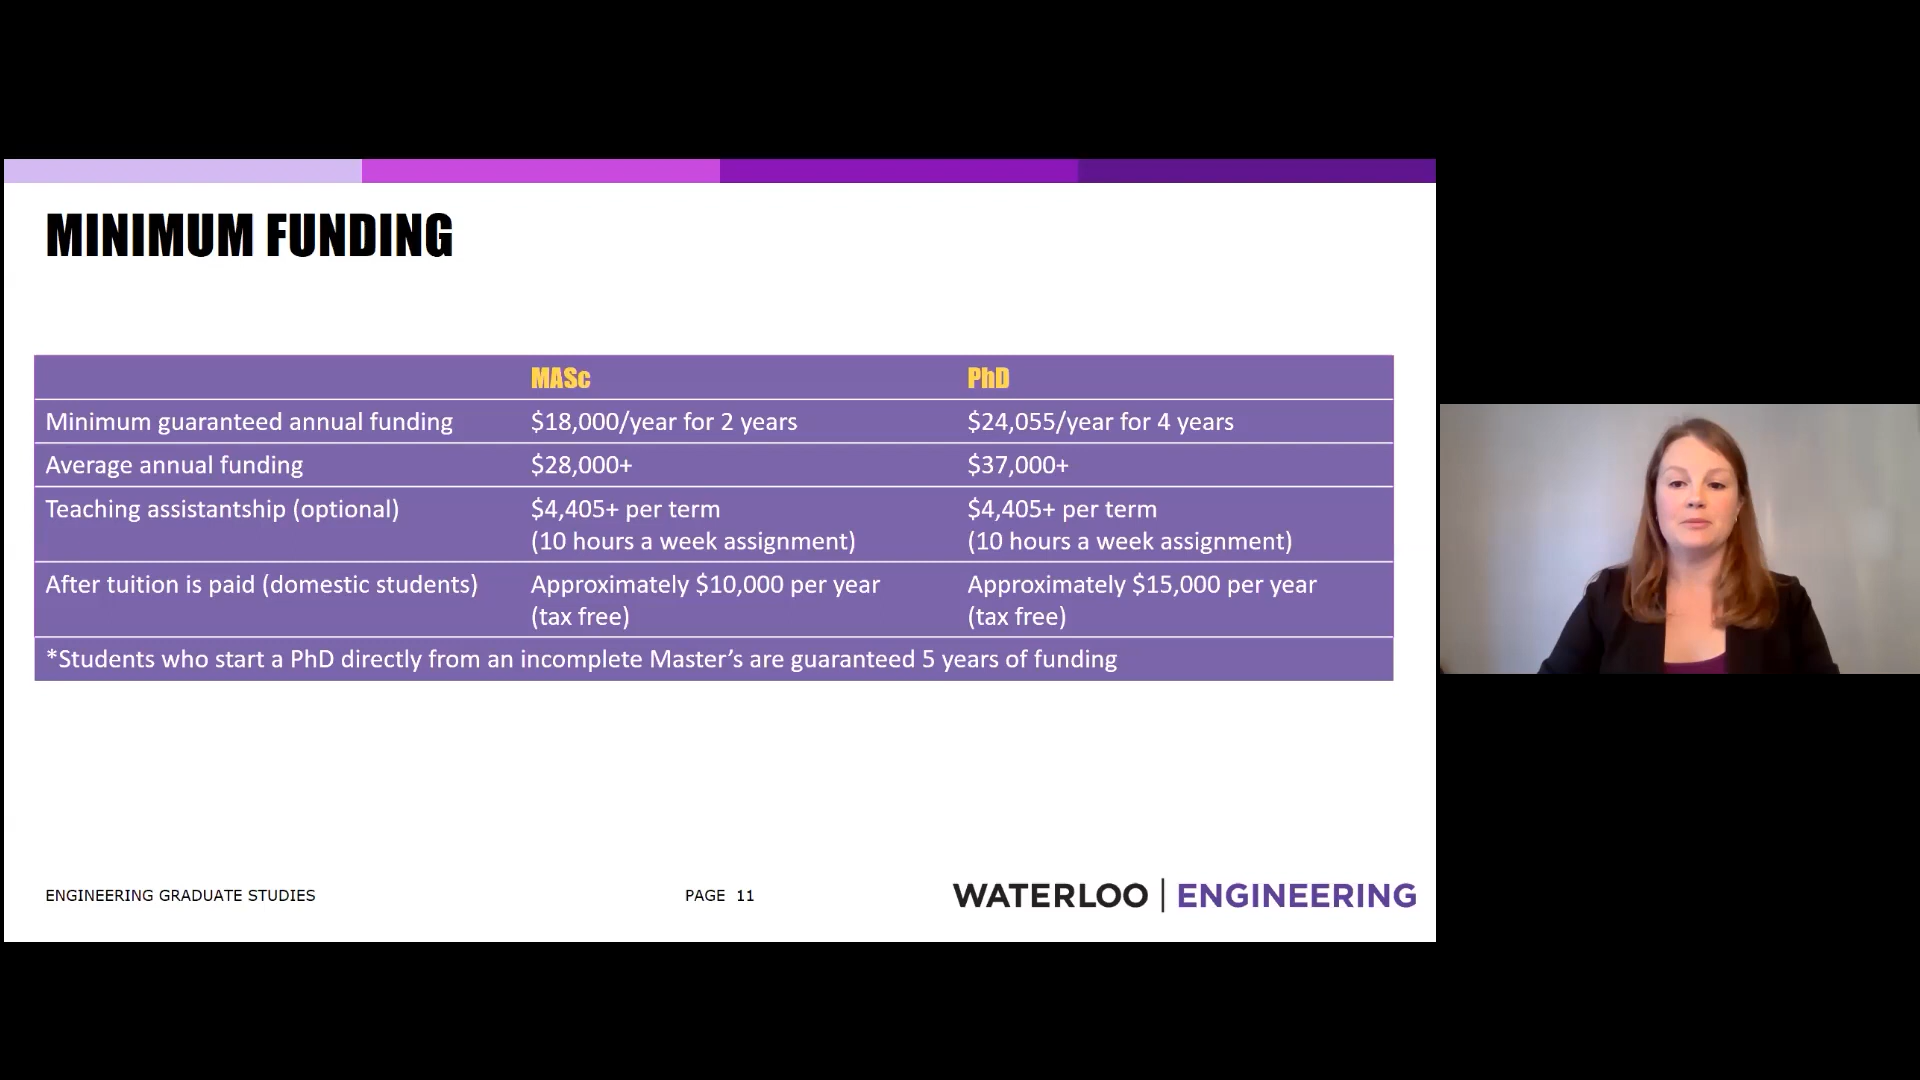 MINIMUM FUNDING
MASc PhD
Minimum guaranteed annual funding $18,000/year for 2 years $24,055/year for 4 years
Average annual funding $28,000+ $37,000+
Teaching assistantship (optional) $4,405+ per term $4,405+ per term
(10 hours a week assignment) (10 hours a week assignment)
After tuition is paid (domestic students) Approximately $10,000 per year Approximately $15,000 per year
(tax free) (tax free)
*Students who start a PhD directly from an incomplete Master’s are guaranteed 5 years of funding
ENGINEERING GRADUATE STUDIES PAGE 11 WATERLOO | ENGINEERING